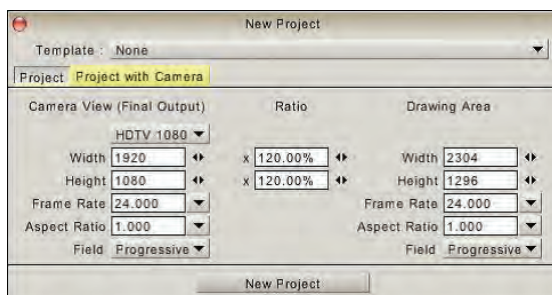 New Project
Template : None
Project Project with Camera
Camera View (Final Output) Ratio Drawing Area
HDTV 1080
Width 1920 x 120.00% Width 2304
Height 1080 x 120.00% Height 1296
Frame Rate 24.000 Frame Rate 24.000
Aspect Ratio 1.000 Aspect Ratio 1.000
Field Progressive Field Progressive
New Project